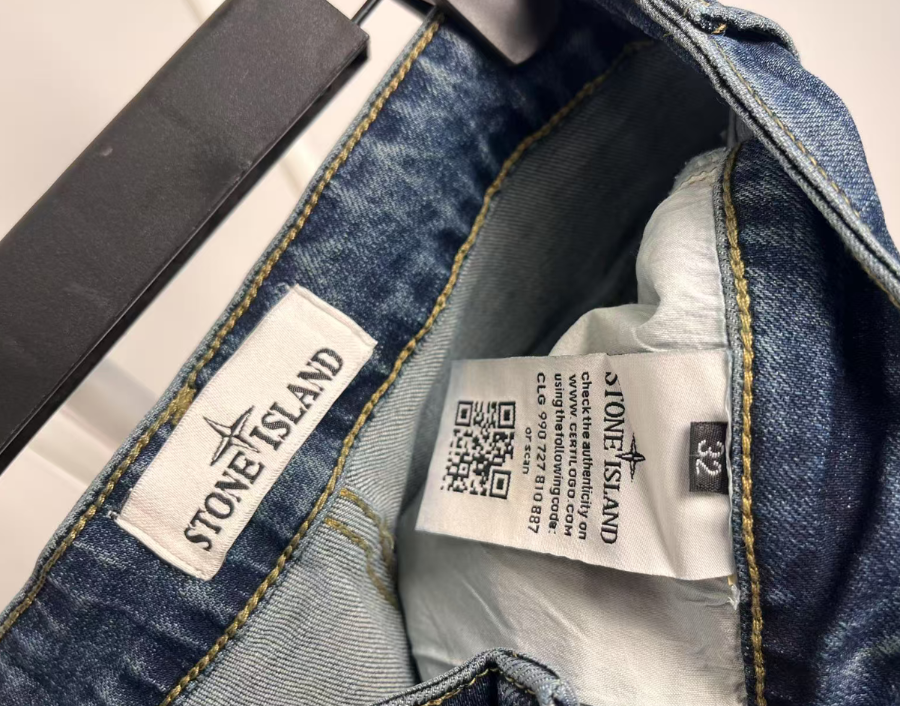 STONE ISLAND
32
STONE ISLAND
check the authenticity on
WWW.CERTILOGO.COM
using the following code:
CLG 990 727 810 887
or scan